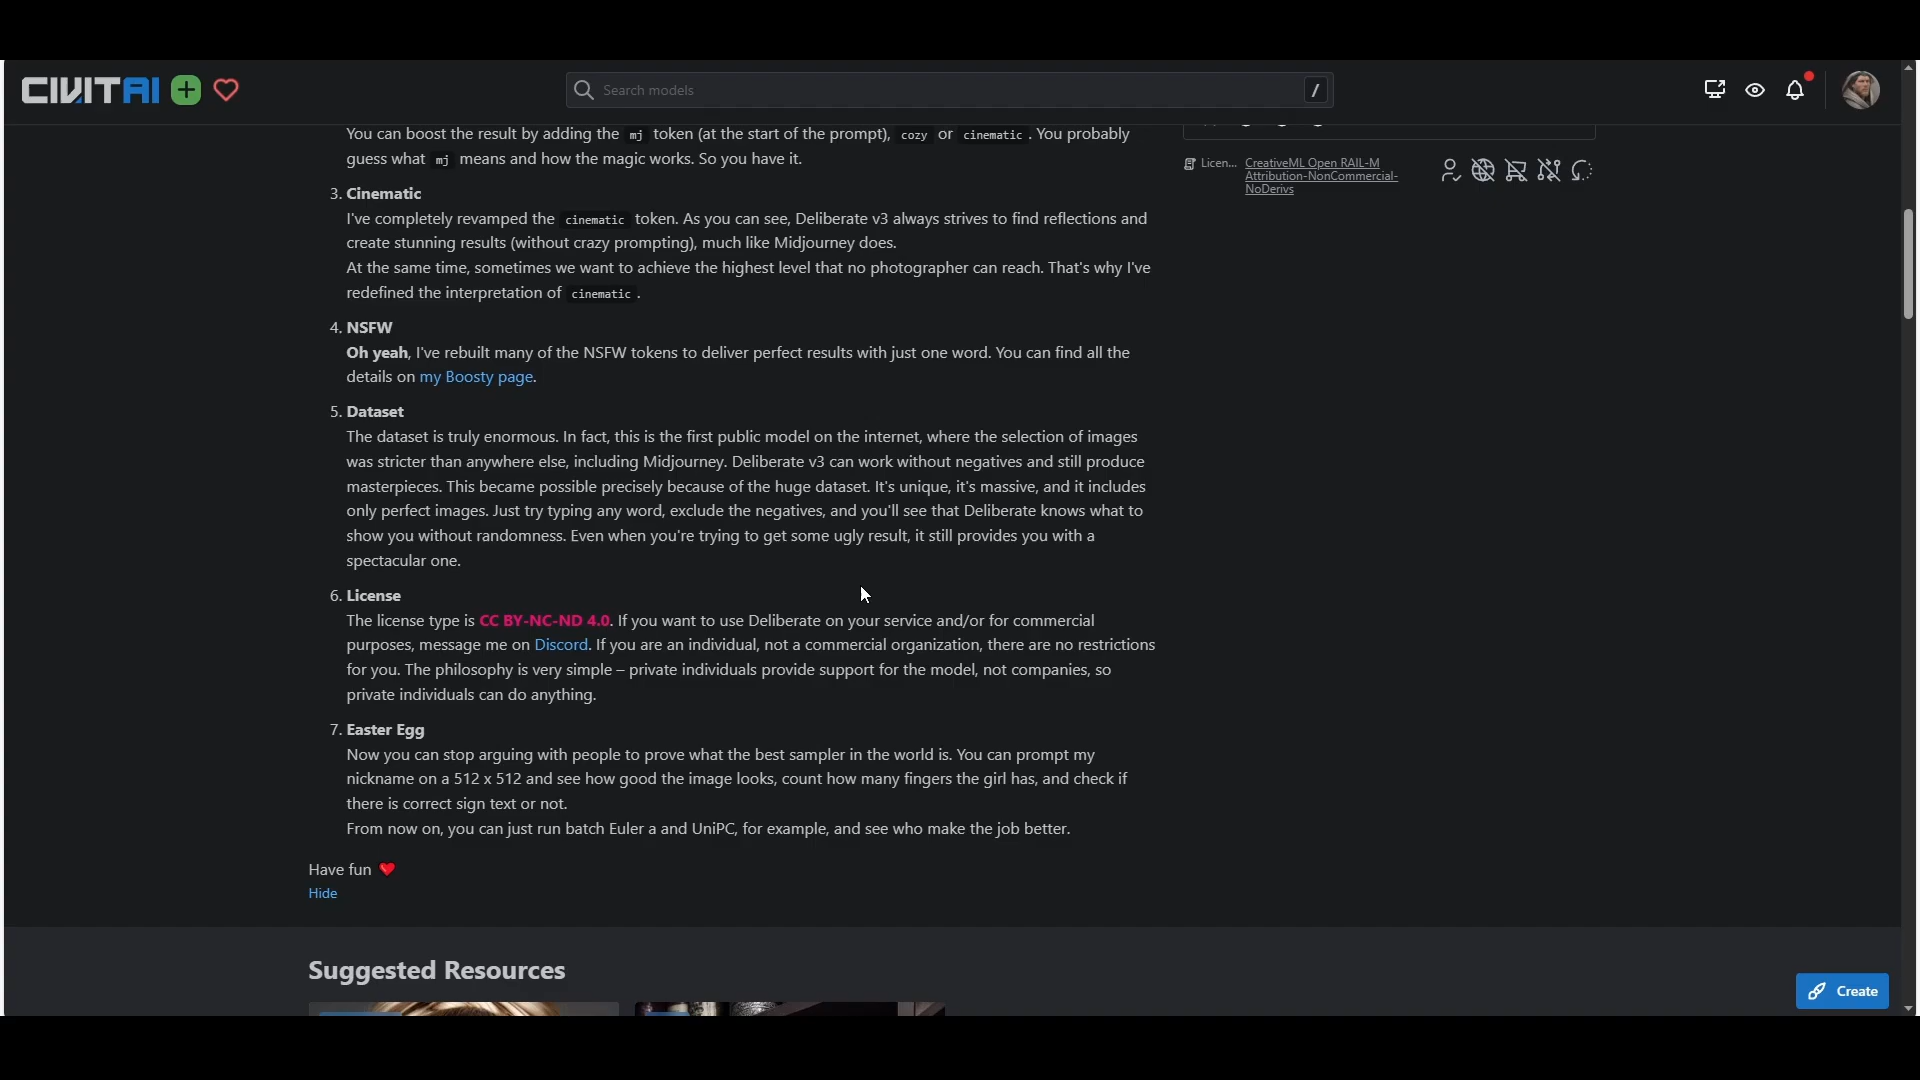 CIVITAI
Search models
/
You can boost the result by adding the mj token (at the start of the prompt), cozy or cinematic . You probably
guess what mj means and how the magic works. So you have it.
3. Cinematic
I've completely revamped the cinematic token. As you can see, Deliberate v3 always strives to find reflections and
create stunning results (without crazy prompting), much like Midjourney does.
At the same time, sometimes we want to achieve the highest level that no photographer can reach. That's why I've
redefined the interpretation of cinematic .
4. NSFW
Oh yeah, I've rebuilt many of the NSFW tokens to deliver perfect results with just one word. You can find all the
details on my Boosty page.
5. Dataset
The dataset is truly enormous. In fact, this is the first public model on the internet, where the selection of images
was stricter than anywhere else, including Midjourney. Deliberate v3 can work without negatives and still produce
masterpieces. This became possible precisely because of the huge dataset. It's unique, it's massive, and it includes
only perfect images. Just try typing any word, exclude the negatives, and you'll see that Deliberate knows what to
show you without randomness. Even when you're trying to get some ugly result, it still provides you with a
spectacular one.
6. License
The license type is CC BY-NC-ND 4.0. If you want to use Deliberate on your service and/or for commercial
purposes, message me on Discord. If you are an individual, not a commercial organization, there are no restrictions
for you. The philosophy is very simple – private individuals provide support for the model, not companies, so
private individuals can do anything.
7. Easter Egg
Now you can stop arguing with people to prove what the best sampler in the world is. You can prompt my
nickname on a 512 x 512 and see how good the image looks, count how many fingers the girl has, and check if
there is correct sign text or not.
From now on, you can just run batch Euler a and UniPC, for example, and see who make the job better.
Have fun ❤️
Hide
Licen...
CreativeML Open RAIL-M
Attribution-NonCommercial-
NoDerivs
Suggested Resources
Create